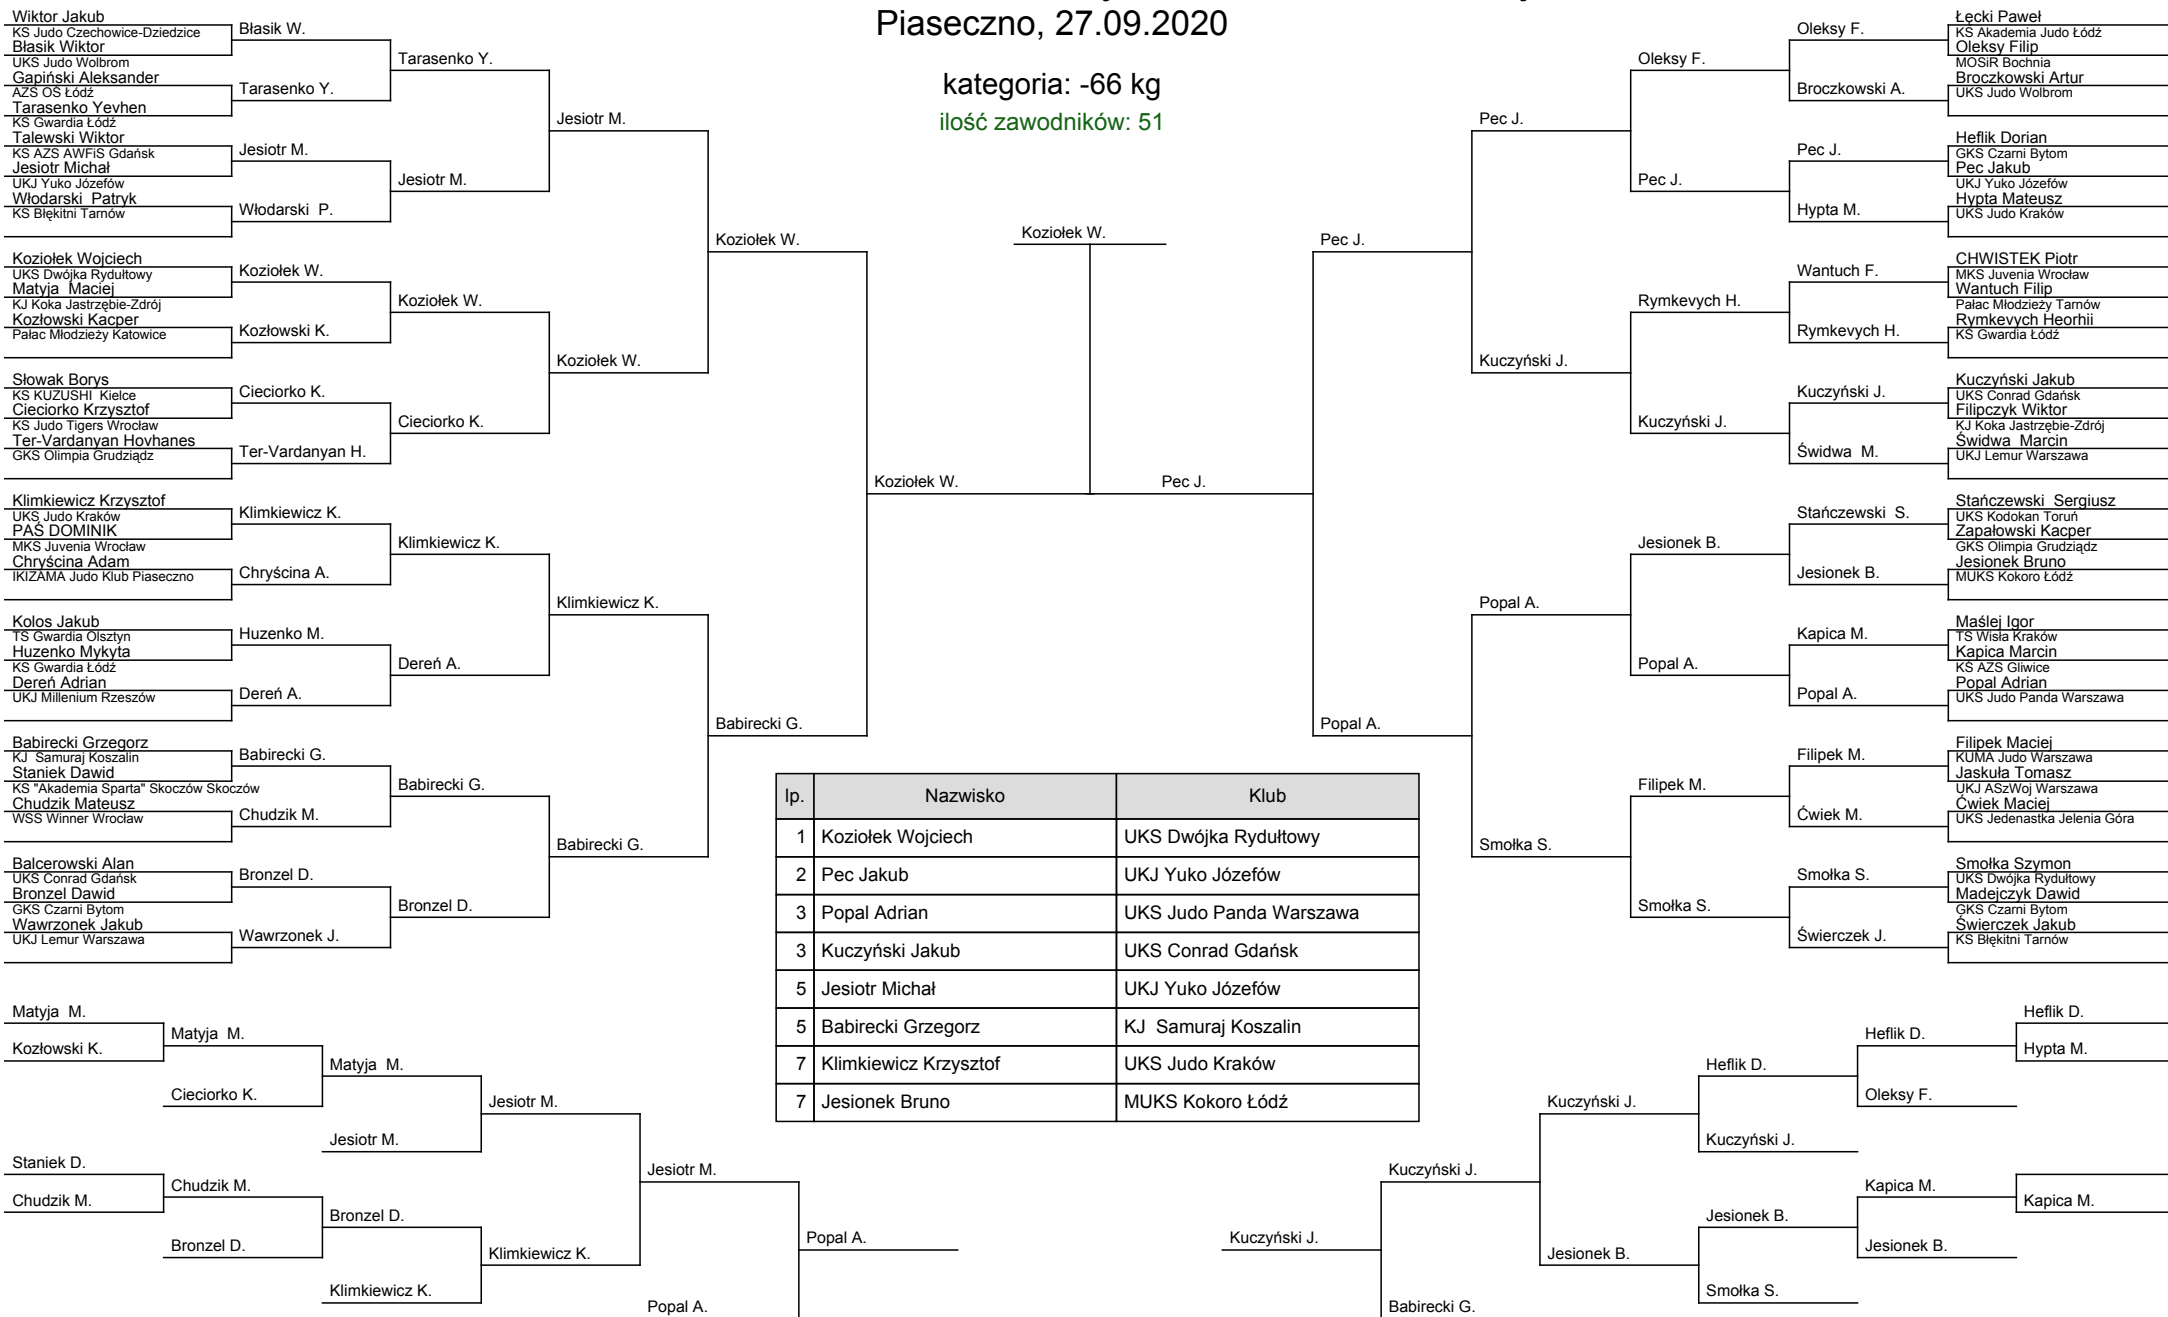 Piaseczno, 27.09.2020
kategoria: -66 kg
ilość zawodników: 51
Wiktor Jakub
KS Judo Czechowice-Dziedzice
Błasik Wiktor
UKS Judo Wolbrom
Gapiński Aleksander
AZS OŚ Łódź
Tarasenko Yevhen
KS Gwardia Łódź
Talewski Wiktor
KS AZS AWFiS Gdańsk
Jesiotr Michał
UKJ Yuko Józefów
Włodarski Patryk
KS Błękitni Tarnów
Koziołek Wojciech
UKS Dwójka Rydułtowy
Matyja Maciej
KJ Koka Jastrzębie-Zdrój
Kozłowski Kacper
Pałac Młodzieży Katowice
Słowak Borys
KS KUZUSHI Kielce
Cieciorko Krzysztof
KS Judo Tigers Wrocław
Ter-Vardanyan Hovhanes
GKS Olimpia Grudziądz
Klimkiewicz Krzysztof
UKS Judo Kraków
PAŚ DOMINIK
MKS Juvenia Wrocław
Chryścina Adam
IKIZAMA Judo Klub Piaseczno
Kolos Jakub
TS Gwardia Olsztyn
Huzenko Mykyta
KS Gwardia Łódź
Dereń Adrian
UKJ Millenium Rzeszów
Babirecki Grzegorz
KJ Samuraj Koszalin
Staniek Dawid
KS "Akademia Sparta" Skoczów Skoczów
Chudzik Mateusz
WSS Winner Wrocław
Balcerowski Alan
UKS Conrad Gdańsk
Bronzel Dawid
GKS Czarni Bytom
Wawrzonek Jakub
UKJ Lemur Warszawa
Błasik W.
Tarasenko Y.
Jesiotr M.
Włodarski P.
Koziołek W.
Kozłowski K.
Cieciorko K.
Ter-Vardanyan H.
Klimkiewicz K.
Chryścina A.
Huzenko M.
Dereń A.
Babirecki G.
Chudzik M.
Bronzel D.
Wawrzonek J.
Tarasenko Y.
Jesiotr M.
Koziołek W.
Cieciorko K.
Klimkiewicz K.
Dereń A.
Babirecki G.
Bronzel D.
Jesiotr M.
Koziołek W.
Klimkiewicz K.
Babirecki G.
Koziołek W.
Babirecki G.
Koziołek W.
Koziołek W.
Pec J.
Pec J.
Popal A.
Pec J.
Kuczyński J.
Popal A.
Smołka S.
Oleksy F.
Pec J.
Rymkevych H.
Kuczyński J.
Jesionek B.
Popal A.
Filipek M.
Smołka S.
Oleksy F.
Broczkowski A.
Pec J.
Hypta M.
Wantuch F.
Rymkevych H.
Kuczyński J.
Świdwa M.
Stańczewski S.
Jesionek B.
Kapica M.
Popal A.
Filipek M.
Ćwiek M.
Smołka S.
Świerczek J.
Łęcki Paweł
KS Akademia Judo Łódź
Oleksy Filip
MOSiR Bochnia
Broczkowski Artur
UKS Judo Wolbrom
Heflik Dorian
GKS Czarni Bytom
Pec Jakub
UKJ Yuko Józefów
Hypta Mateusz
UKS Judo Kraków
CHWISTEK Piotr
MKS Juvenia Wrocław
Wantuch Filip
Pałac Młodzieży Tarnów
Rymkevych Heorhii
KS Gwardia Łódź
Kuczyński Jakub
UKS Conrad Gdańsk
Filipczyk Wiktor
KJ Koka Jastrzębie-Zdrój
Świdwa Marcin
UKJ Lemur Warszawa
Stańczewski Sergiusz
UKS Kodokan Toruń
Zapałowski Kacper
GKS Olimpia Grudziądz
Jesionek Bruno
MUKS Kokoro Łódź
Maślej Igor
TS Wisła Kraków
Kapica Marcin
KS AZS Gliwice
Popal Adrian
UKS Judo Panda Warszawa
Filipek Maciej
KUMA Judo Warszawa
Jaskuła Tomasz
UKJ ASzWoj Warszawa
Ćwiek Maciej
UKS Jedenastka Jelenia Góra
Smołka Szymon
UKS Dwójka Rydułtowy
Madejczyk Dawid
GKS Czarni Bytom
Świerczek Jakub
KS Błękitni Tarnów
lp. Nazwisko Klub
1 Koziołek Wojciech UKS Dwójka Rydułtowy
2 Pec Jakub UKJ Yuko Józefów
3 Popal Adrian UKS Judo Panda Warszawa
3 Kuczyński Jakub UKS Conrad Gdańsk
5 Jesiotr Michał UKJ Yuko Józefów
5 Babirecki Grzegorz KJ Samuraj Koszalin
7 Klimkiewicz Krzysztof UKS Judo Kraków
7 Jesionek Bruno MUKS Kokoro Łódź
Matyja M.
Kozłowski K.
Staniek D.
Chudzik M.
Matyja M.
Cieciorko K.
Chudzik M.
Bronzel D.
Matyja M.
Jesiotr M.
Bronzel D.
Klimkiewicz K.
Jesiotr M.
Klimkiewicz K.
Jesiotr M.
Popal A.
Popal A.
Kuczyński J.
Kuczyński J.
Babirecki G.
Kuczyński J.
Jesionek B.
Heflik D.
Kuczyński J.
Jesionek B.
Smołka S.
Heflik D.
Oleksy F.
Kapica M.
Jesionek B.
Heflik D.
Hypta M.
Kapica M.